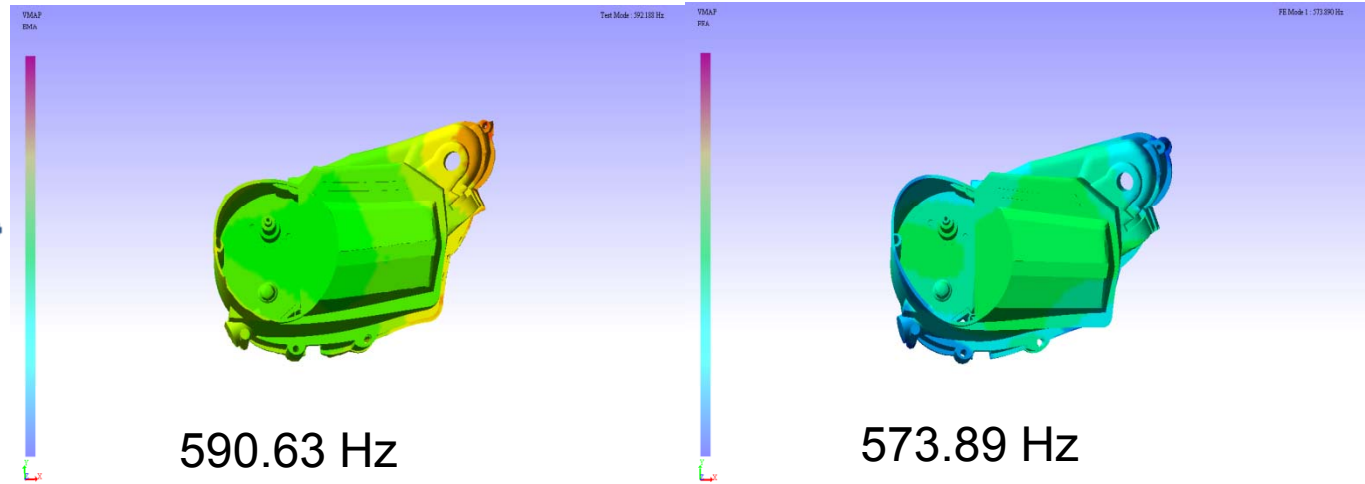 VMAP
EMA
Test Mode : 592.188 Hz
590.63 Hz
VMAP
FEA
FE Mode 1 : 573.890 Hz
573.89 Hz